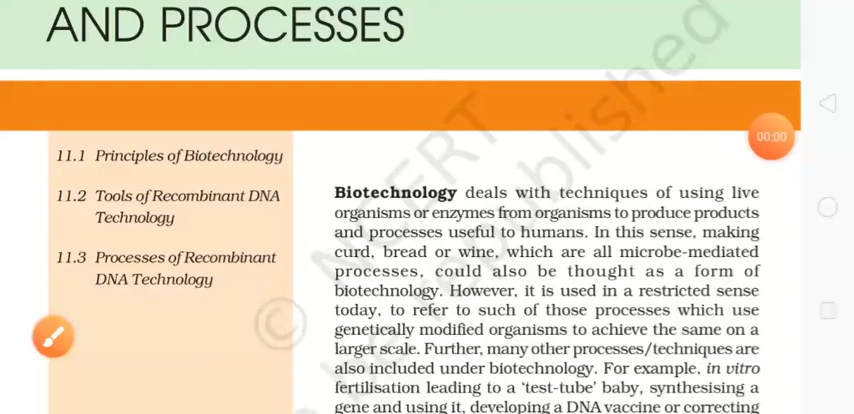 AND PROCESSES
00:00
11.1 Principles of Biotechnology
11.2 Tools of Recombinant DNA
Technology
11.3 Processes of Recombinant
DNA Technology
Biotechnology deals with techniques of using live
organisms or enzymes from organisms to produce products
and processes useful to humans. In this sense, making
curd, bread or wine, which are all microbe-mediated
processes, could also be thought as a form of
biotechnology. However, it is used in a restricted sense
today, to refer to such of those processes which use
genetically modified organisms to achieve the same on a
larger scale. Further, many other processes/techniques are
also included under biotechnology. For example, in vitro
fertilisation leading to a ‘test-tube’ baby, synthesising a
gene and using it, developing a DNA vaccine or correcting
© NCERT
be republished